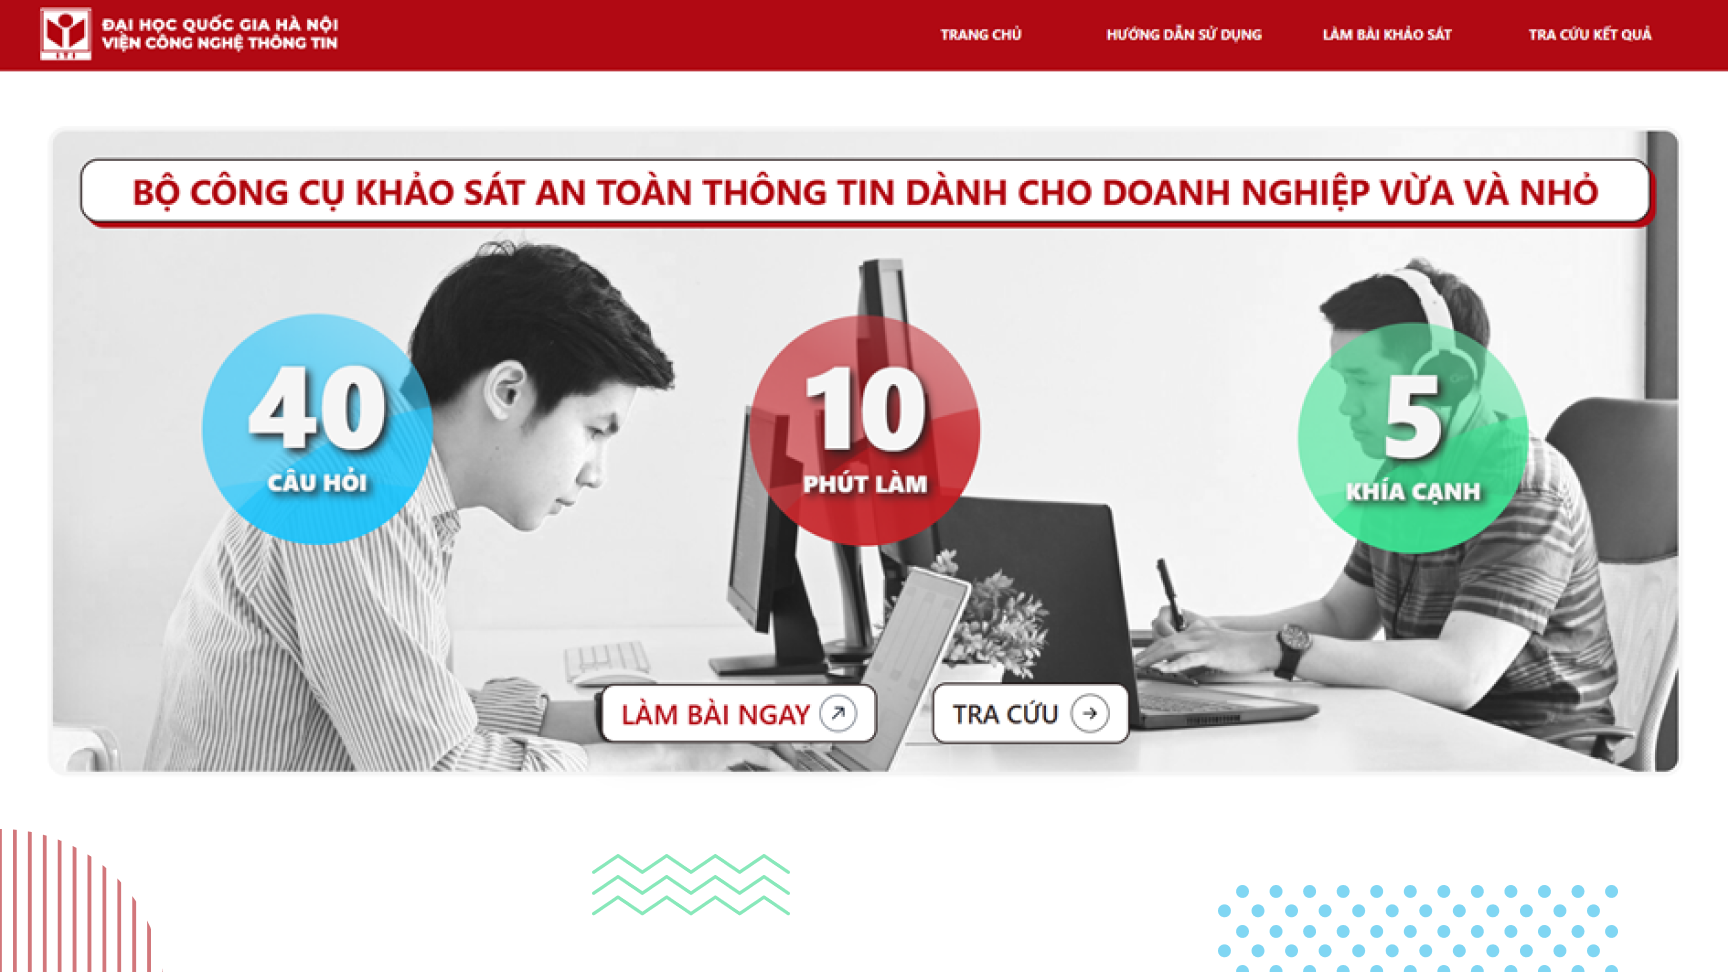 ĐẠI HỌC QUỐC GIA HÀ NỘI
VIỆN CÔNG NGHỆ THÔNG TIN
ITI
TRANG CHỦ
HƯỚNG DẪN SỬ DỤNG
LÀM BÀI KHẢO SÁT
TRA CỨU KẾT QUẢ
BỘ CÔNG CỤ KHẢO SÁT AN TOÀN THÔNG TIN DÀNH CHO DOANH NGHIỆP VỪA VÀ NHỎ
40
CÂU HỎI
10
PHÚT LÀM
5
KHÍA CẠNH
LÀM BÀI NGAY
TRA CỨU